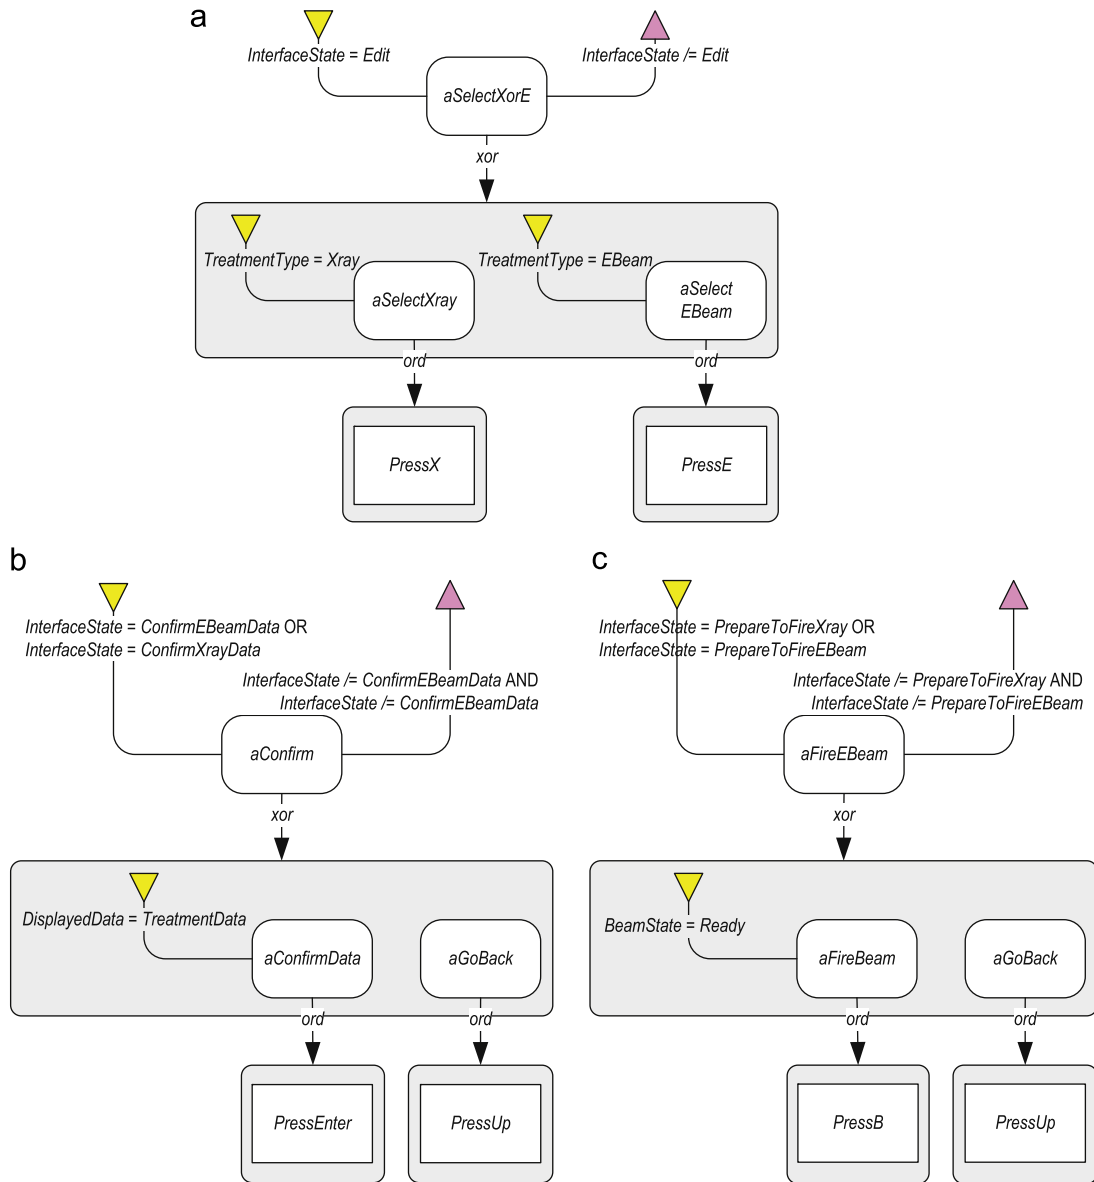 a
InterfaceState = Edit
InterfaceState /= Edit
aSelectXorE
xor
TreatmentType = Xray
TreatmentType = EBeam
aSelectXray
aSelect
EBeam
ord
ord
PressX
PressE
b
InterfaceState = ConfirmEBeamData OR
InterfaceState = ConfirmXrayData
InterfaceState /= ConfirmEBeamData AND
InterfaceState /= ConfirmEBeamData
aConfirm
xor
DisplayedData = TreatmentData
aConfirmData
aGoBack
ord
ord
PressEnter
PressUp
c
InterfaceState = PrepareToFireXray OR
InterfaceState = PrepareToFireEBeam
InterfaceState /= PrepareToFireXray AND
InterfaceState /= PrepareToFireEBeam
aFireEBeam
xor
BeamState = Ready
aFireBeam
aGoBack
ord
ord
PressB
PressUp